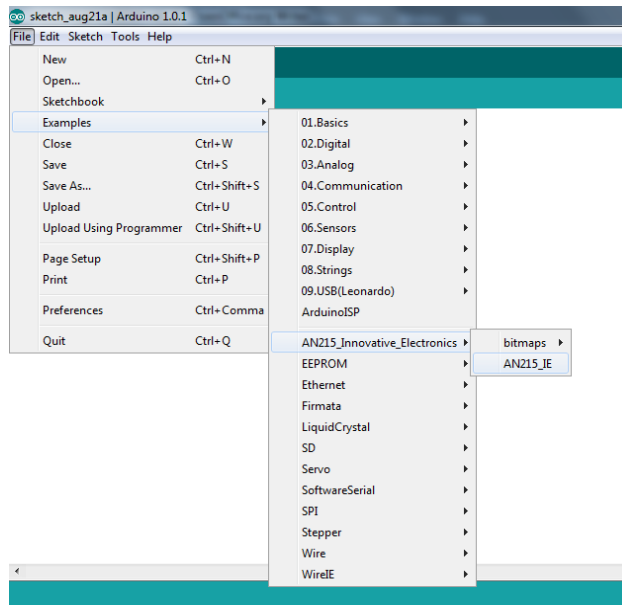 sketch_aug21a | Arduino 1.0.1
File Edit Sketch Tools Help
New Ctrl+N
Open... Ctrl+O
Sketchbook
Examples
Close Ctrl+W
Save Ctrl+S
Save As... Ctrl+Shift+S
Upload Ctrl+U
Upload Using Programmer Ctrl+Shift+U
Page Setup Ctrl+Shift+P
Print Ctrl+P
Preferences Ctrl+Comma
Quit Ctrl+Q
01.Basics
02.Digital
03.Analog
04.Communication
05.Control
06.Sensors
07.Display
08.Strings
09.USB(Leonardo)
ArduinoISP
AN215_Innovative_Electronics
EEPROM
Ethernet
Firmata
LiquidCrystal
SD
Servo
SoftwareSerial
SPI
Stepper
Wire
WireIE
bitmaps
AN215_IE